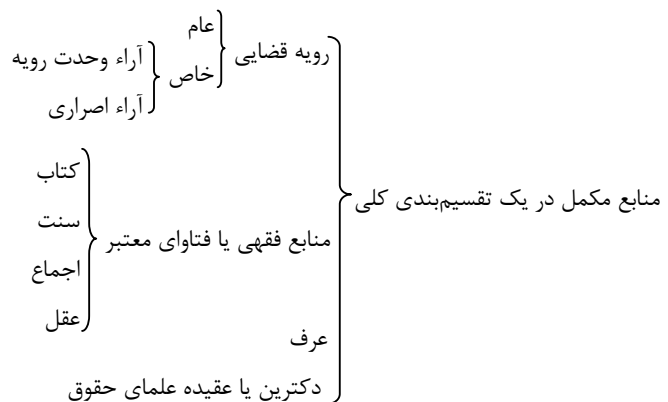 منابع مکمل در یک تقسیم‌بندی کلی
رویه قضایی
عام
خاص
آراء وحدت رویه
آراء اصراری
منابع فقهی یا فتاوای معتبر
کتاب
سنت
اجماع
عقل
عرف
دکترین یا عقیده علمای حقوق